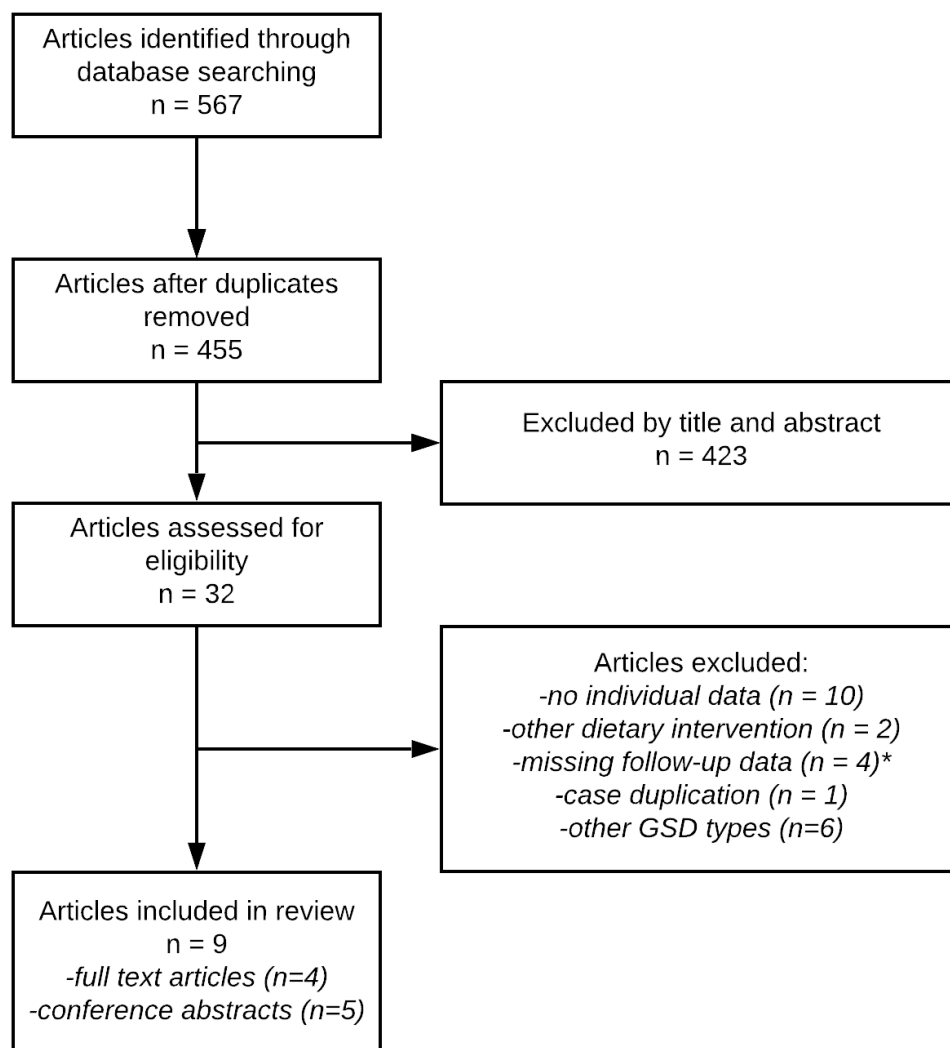 Articles identified through
database searching
n = 567
Articles after duplicates
removed
n = 455
Excluded by title and abstract
n = 423
Articles assessed for
eligibility
n = 32
Articles excluded:
-no individual data (n = 10)
-other dietary intervention (n = 2)
-missing follow-up data (n = 4)*
-case duplication (n = 1)
-other GSD types (n=6)
Articles included in review
n = 9
-full text articles (n=4)
-conference abstracts (n=5)